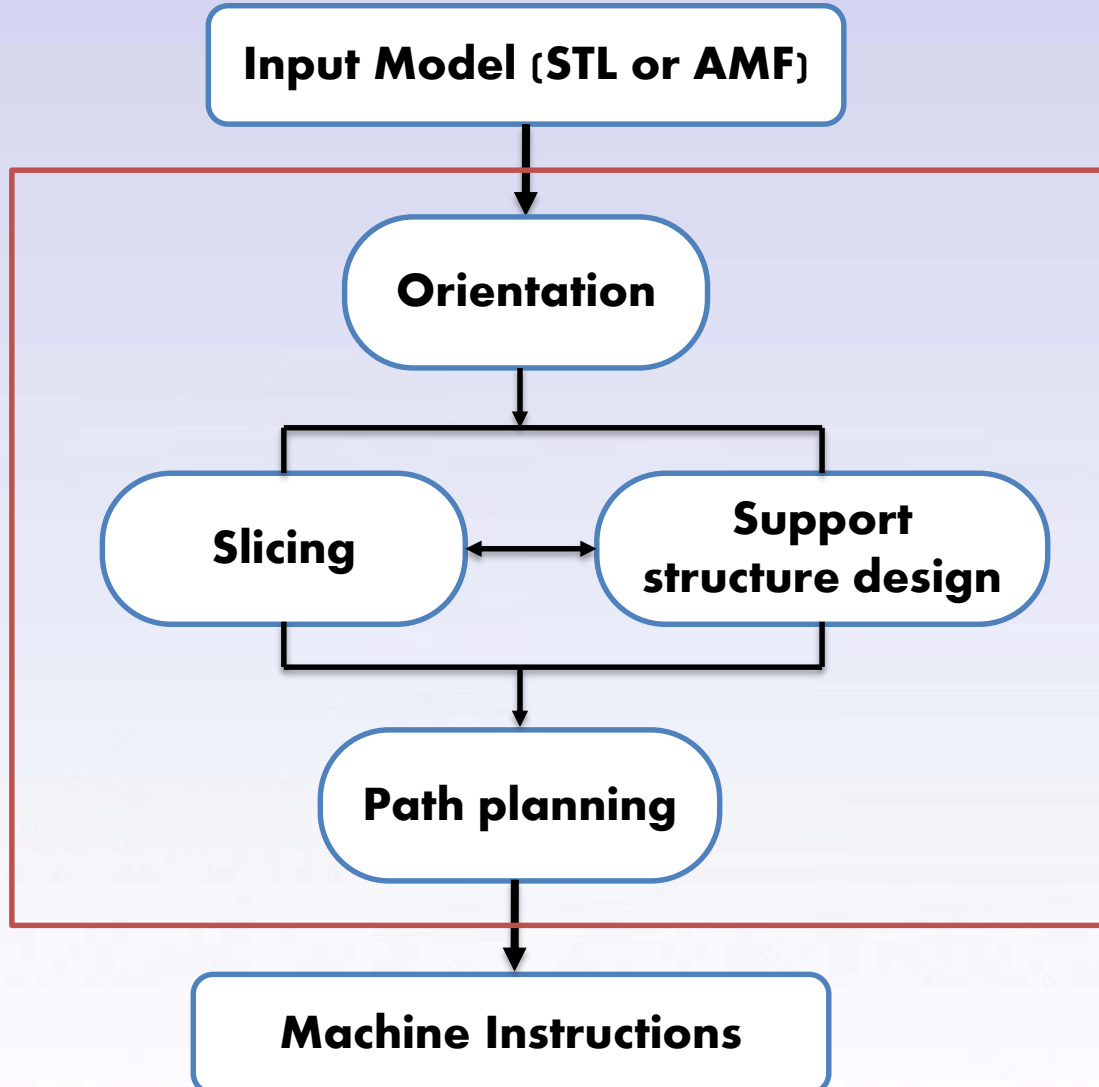 Input Model (STL or AMF)
Orientation
Slicing
Support
structure design
Path planning
Machine Instructions